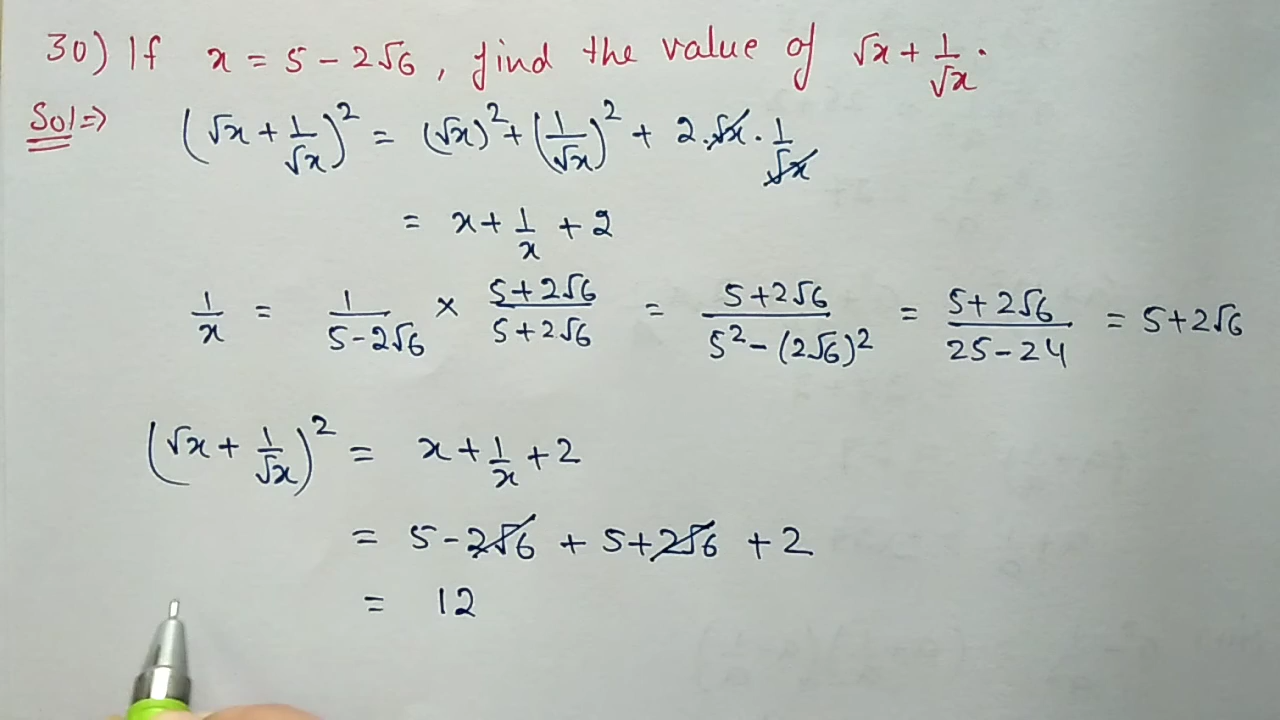 30) If x = 5 - 2√6, find the value of √x + 1/√x.
Sol⇒ (√x + 1/√x)² = (√x)² + (1/√x)² + 2.√x . 1/√x
= x + 1/x + 2
1/x = 1/(5-2√6) × (5+2√6)/(5+2√6) = (5+2√6)/(5²-(2√6)²) = (5+2√6)/(25-24) = 5+2√6
(√x + 1/√x)² = x + 1/x + 2
= 5-2√6 + 5+2√6 + 2
= 12